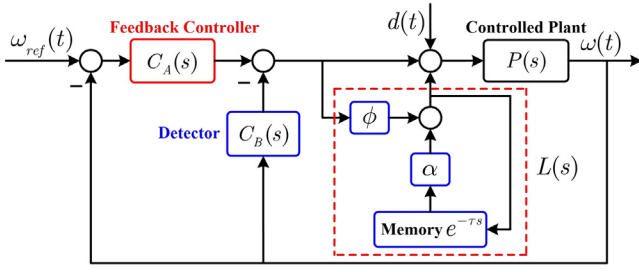 Feedback Controller
d(t)
Controlled Plant
ω_ref(t)
C_A(s)
P(s)
ω(t)
−
−
Detector
C_B(s)
ϕ
α
L(s)
Memory e^{-τs}